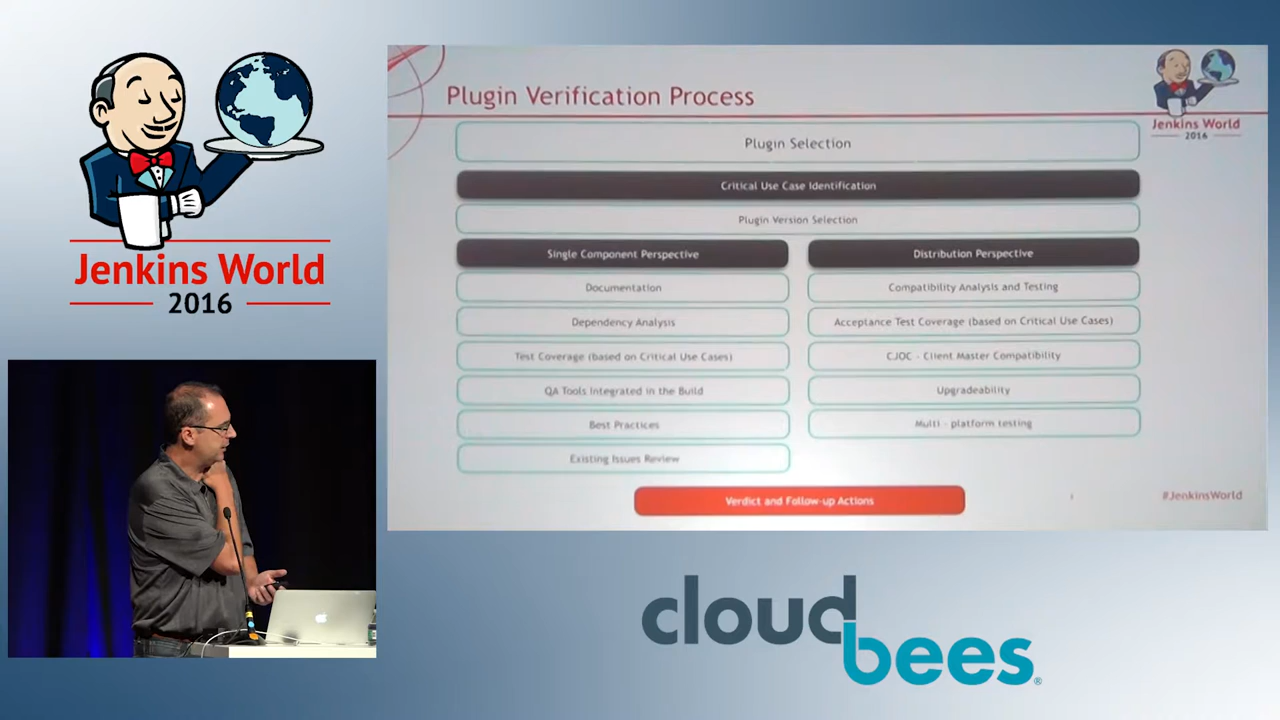 Jenkins World
2016
Plugin Verification Process
Jenkins World
2016
Plugin Selection
Critical Use Case Identification
Plugin Version Selection
Single Component Perspective
Documentation
Dependency Analysis
Test Coverage (based on Critical Use Cases)
QA Tools Integrated in the Build
Best Practices
Existing Issues Review
Distribution Perspective
Compatibility Analysis and Testing
Acceptance Test Coverage (based on Critical Use Cases)
CJOC - Client Master Compatibility
Upgradeability
Multi - platform testing
Verdict and Follow-up Actions
#JenkinsWorld
cloud
bees®